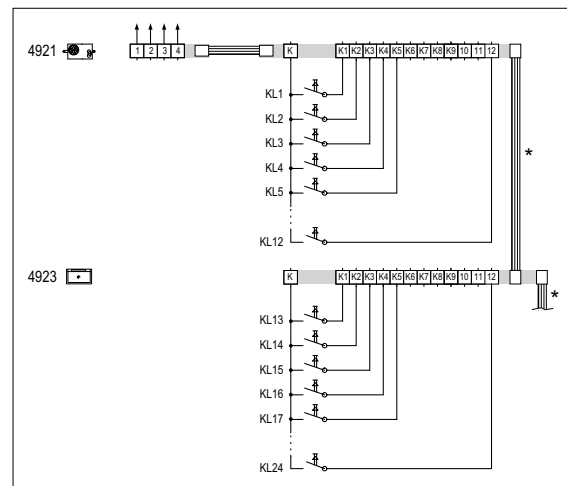 4921 1 2 3 4 K K1 K2 K3 K4 K5 K6 K7 K8 K9 10 11 12
KL1
KL2
KL3
KL4
KL5
*
KL12
4923 K K1 K2 K3 K4 K5 K6 K7 K8 K9 10 11 12
*
KL13
KL14
KL15
KL16
KL17
KL24